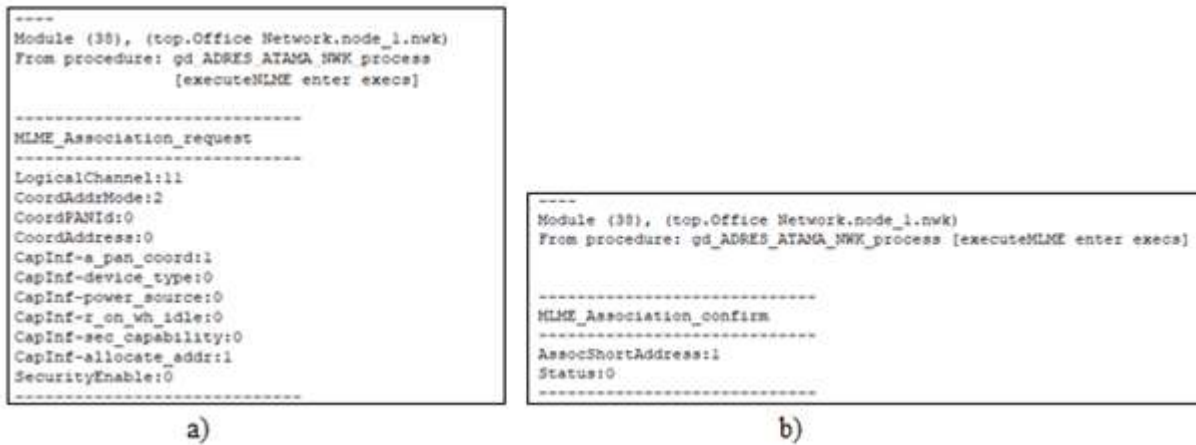 ----
Module (38), (top.Office Network.node_1.nwk)
From procedure: gd_ADRES_ATAMA_NWK_process
[executeNLME enter execs]
------------------------------
MLME_Association_request
------------------------------
LogicalChannel:11
CoordAddrMode:2
CoordPANId:0
CoordAddress:0
CapInf-a_pan_coord:1
CapInf-device_type:0
CapInf-power_source:0
CapInf-r_on_wh_idle:0
CapInf-sec_capability:0
CapInf-allocate_addr:1
SecurityEnable:0
------------------------------
a)
----
Module (38), (top.Office Network.node_1.nwk)
From procedure: gd_ADRES_ATAMA_NWK_process [executeMLME enter execs]
-----------------------------
MLME_Association_confirm
-----------------------------
AssocShortAddress:1
Status:0
-----------------------------
b)